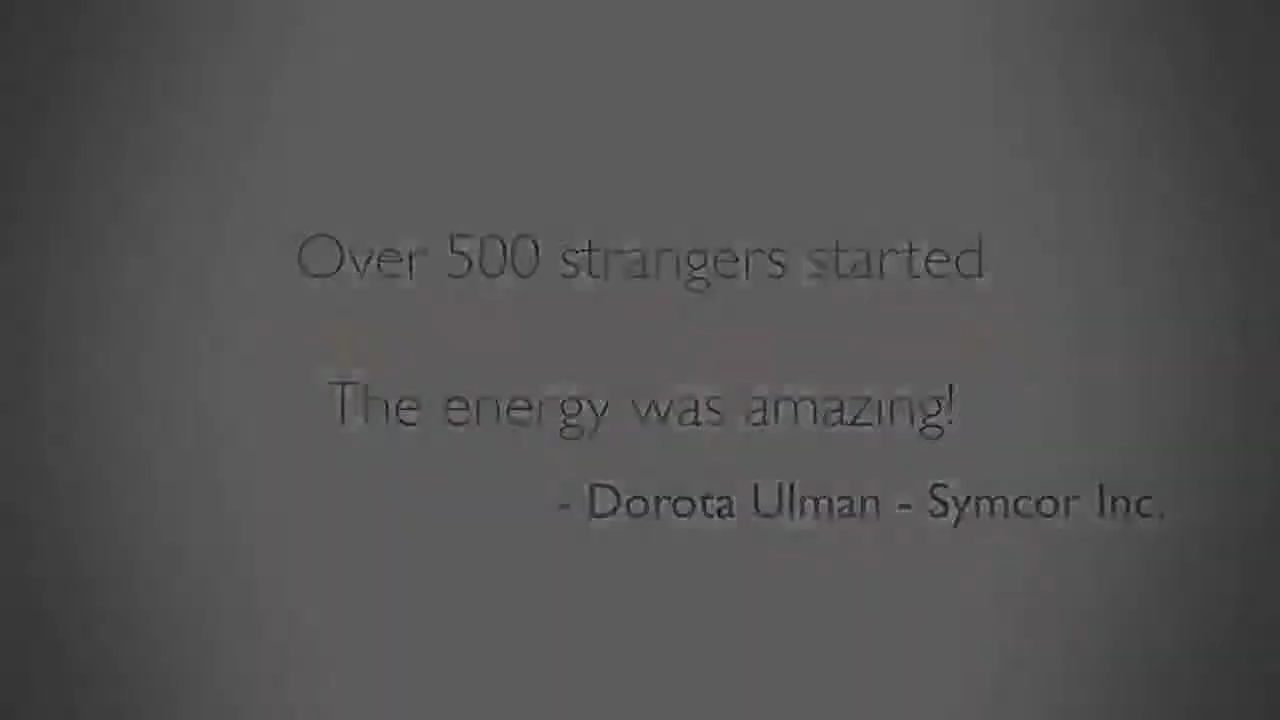 Over 500 strangers started
The energy was amazing!
- Dorota Ulman - Symcor Inc.